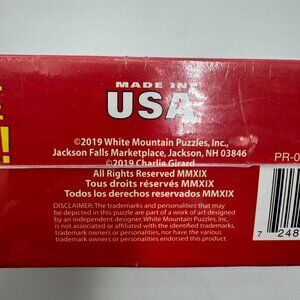 MADE IN
USA
!
©2019 White Mountain Puzzles, Inc.,
Jackson Falls Marketplace, Jackson, NH 03846
©2019 Charlie Girard
PR-0
All Rights Reserved MMXIX
Tous droits réservés MMXIX
Todos los derechos reservados MMXIX
DISCLAIMER: The trademarks and personalities that may
be depicted in this puzzle are part of a work of art designed
by an independent designer. White Mountain Puzzles, Inc.
is not associated or affiliated with the identified trademarks,
trademark owners or personalities, nor have the various
trademark owners or personalities endorsed this product.
7 248